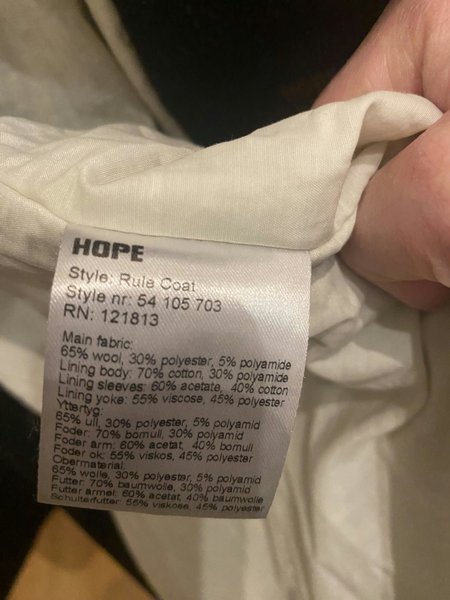 HOPE
Style: Rule Coat
Style nr: 54 105 703
RN: 121813
Main fabric:
65% wool, 30% polyester, 5% polyamide
Lining body: 70% cotton, 30% polyamide
Lining sleeves: 60% acetate, 40% cotton
Lining yoke: 55% viscose, 45% polyester
Yttertyg:
65% ull, 30% polyester, 5% polyamid
Foder: 70% bomull, 30% polyamid
Foder arm: 60% acetat, 40% bomull
Foder ok: 55% viskos, 45% polyester
Obermaterial:
65% wolle, 30% polyester, 5% polyamid
Futter: 70% baumwolle, 30% polyamid
Futter ärmel: 60% acetat, 40% baumwolle
Schulterfutter: 55% viskose, 45% polyester